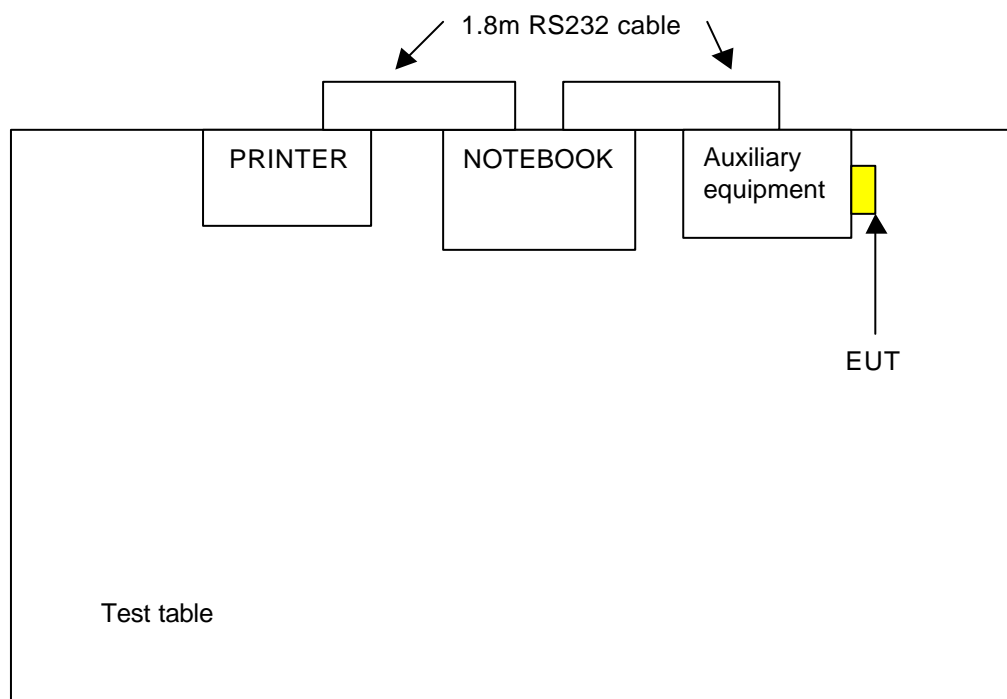 1.8m RS232 cable
PRINTER
NOTEBOOK
Auxiliary
equipment
EUT
Test table